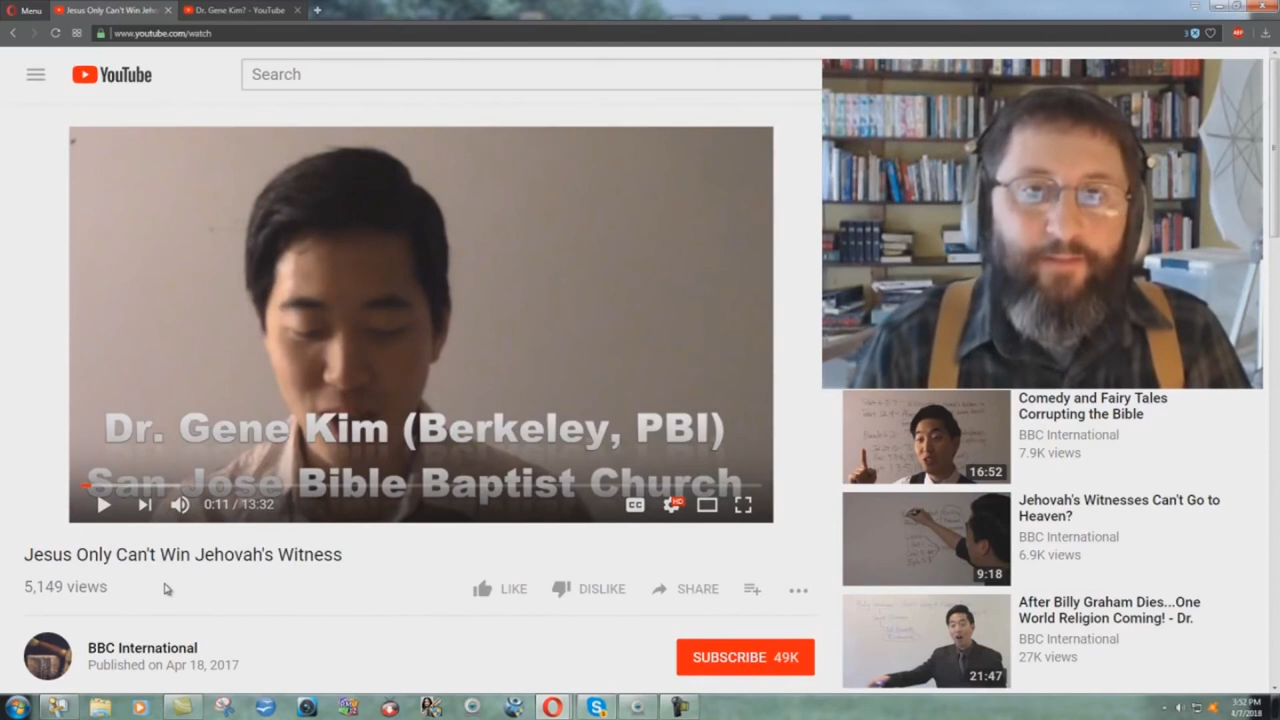 Menu
Jesus Only Can't Win Jeho
Dr. Gene Kim? - YouTube
www.youtube.com/watch
3
ABP
YouTube
Search
Dr. Gene Kim (Berkeley, PBI)
San Jose Bible Baptist Church
0:11 / 13:32
CC
HD
Jesus Only Can't Win Jehovah's Witness
5,149 views
LIKE
DISLIKE
SHARE
BBC International
Published on Apr 18, 2017
SUBSCRIBE 49K
16:52
Comedy and Fairy Tales
Corrupting the Bible
BBC International
7.9K views
9:18
Jehovah's Witnesses Can't Go to
Heaven?
BBC International
6.9K views
21:47
After Billy Graham Dies...One
World Religion Coming! - Dr.
BBC International
27K views
3:52 PM
4/7/2018